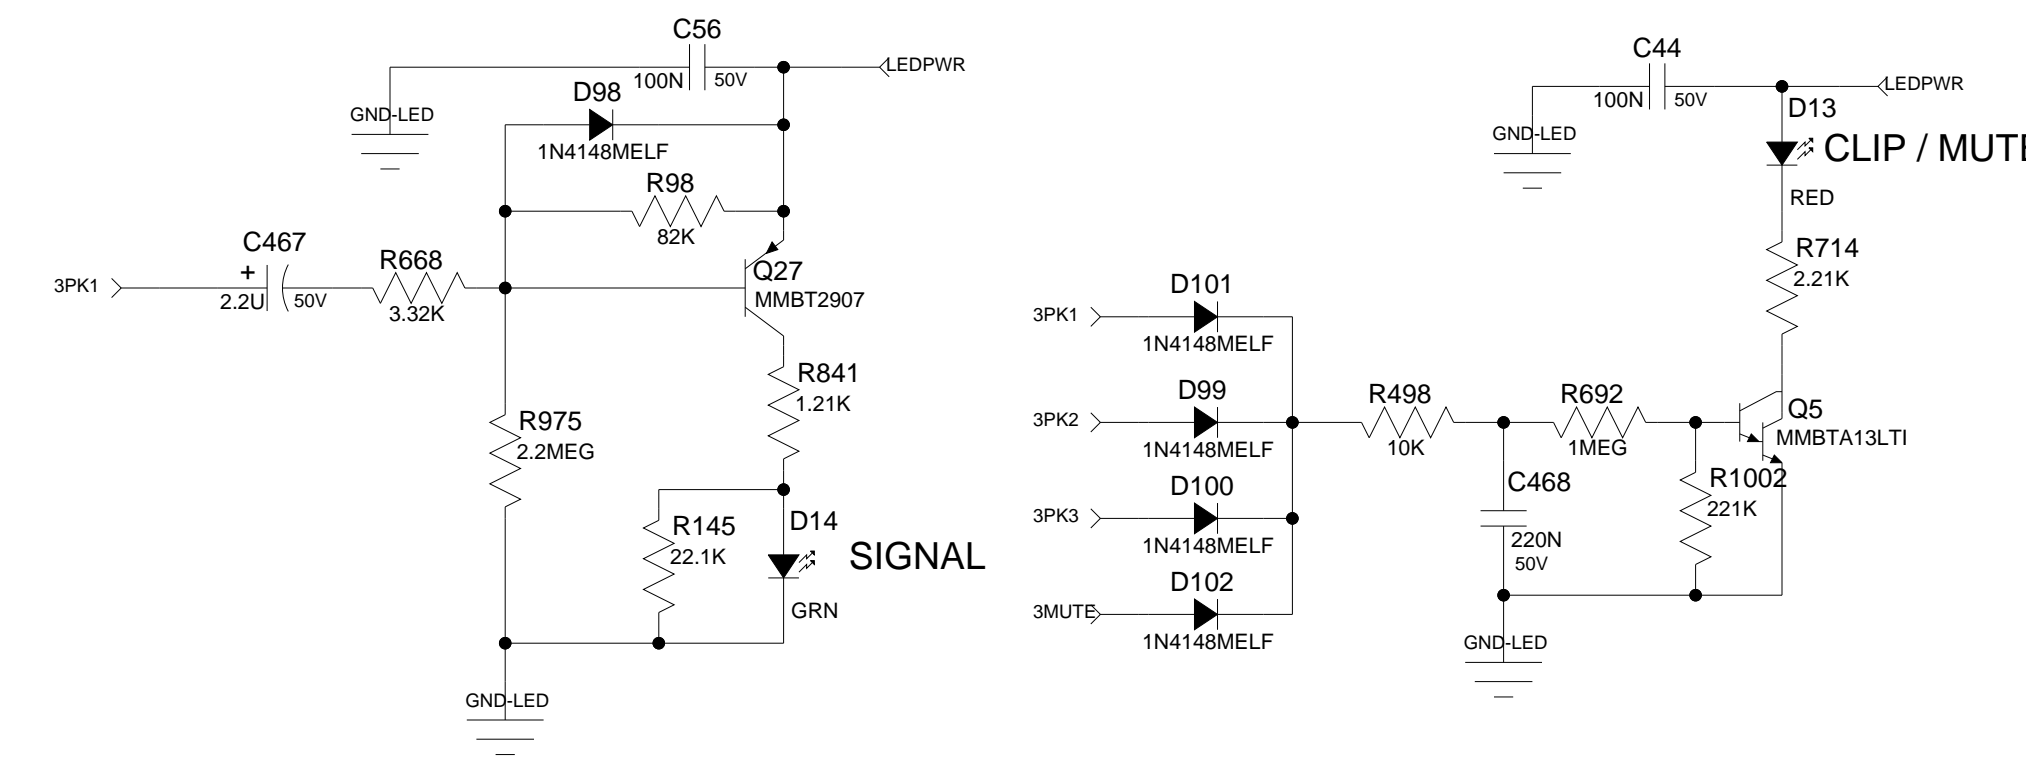 C56
100N 50V
LEDPWR
GND-LED
D98
1N4148MELF
R98
82K
C467
+
3PK1
2.2U 50V
R668
3.32K
Q27
MMBT2907
R841
1.21K
R975
2.2MEG
R145
22.1K
D14
SIGNAL
GRN
GND-LED
C44
100N 50V
LEDPWR
GND-LED
D13
CLIP / MUTE
RED
R714
2.21K
D101
3PK1
1N4148MELF
D99
3PK2
1N4148MELF
D100
3PK3
1N4148MELF
D102
3MUTE
1N4148MELF
R498
10K
R692
1MEG
Q5
MMBTA13LTI
C468
220N
50V
R1002
221K
GND-LED